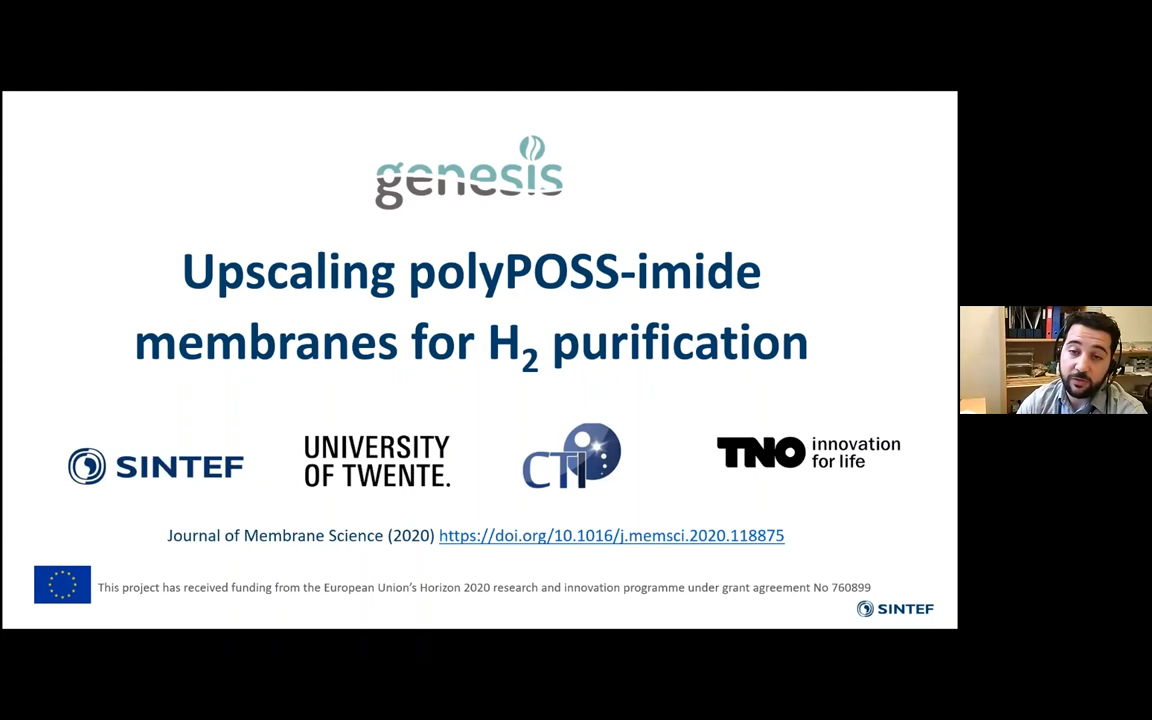 genesis
Upscaling polyPOSS-imide
membranes for H2 purification
SINTEF
UNIVERSITY
OF TWENTE.
CTI
TNO innovation
for life
Journal of Membrane Science (2020) https://doi.org/10.1016/j.memsci.2020.118875
This project has received funding from the European Union's Horizon 2020 research and innovation programme under grant agreement No 760899
SINTEF